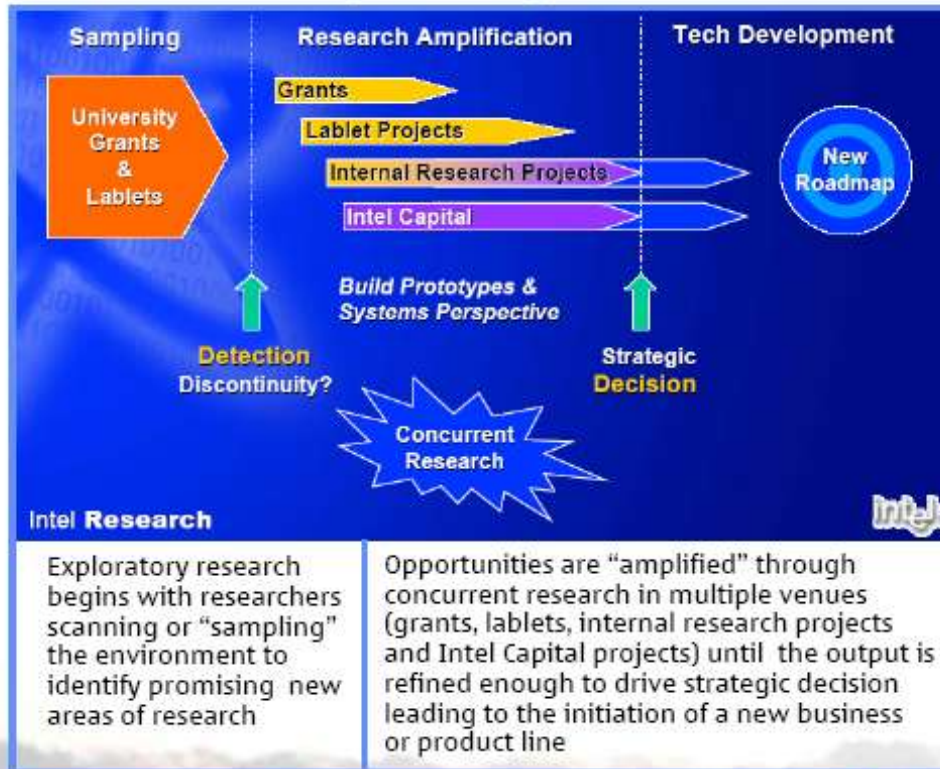 Sampling
Research Amplification
Tech Development
University
Grants
&
Lablets
Grants
Lablet Projects
Internal Research Projects
Intel Capital
New
Roadmap
Build Prototypes &
Systems Perspective
Detection
Discontinuity?
Strategic
Decision
Concurrent
Research
Intel Research
intel
Exploratory research
begins with researchers
scanning or “sampling”
the environment to
identify promising new
areas of research
Opportunities are “amplified” through
concurrent research in multiple venues
(grants, lablets, internal research projects
and Intel Capital projects) until the output is
refined enough to drive strategic decision
leading to the initiation of a new business
or product line